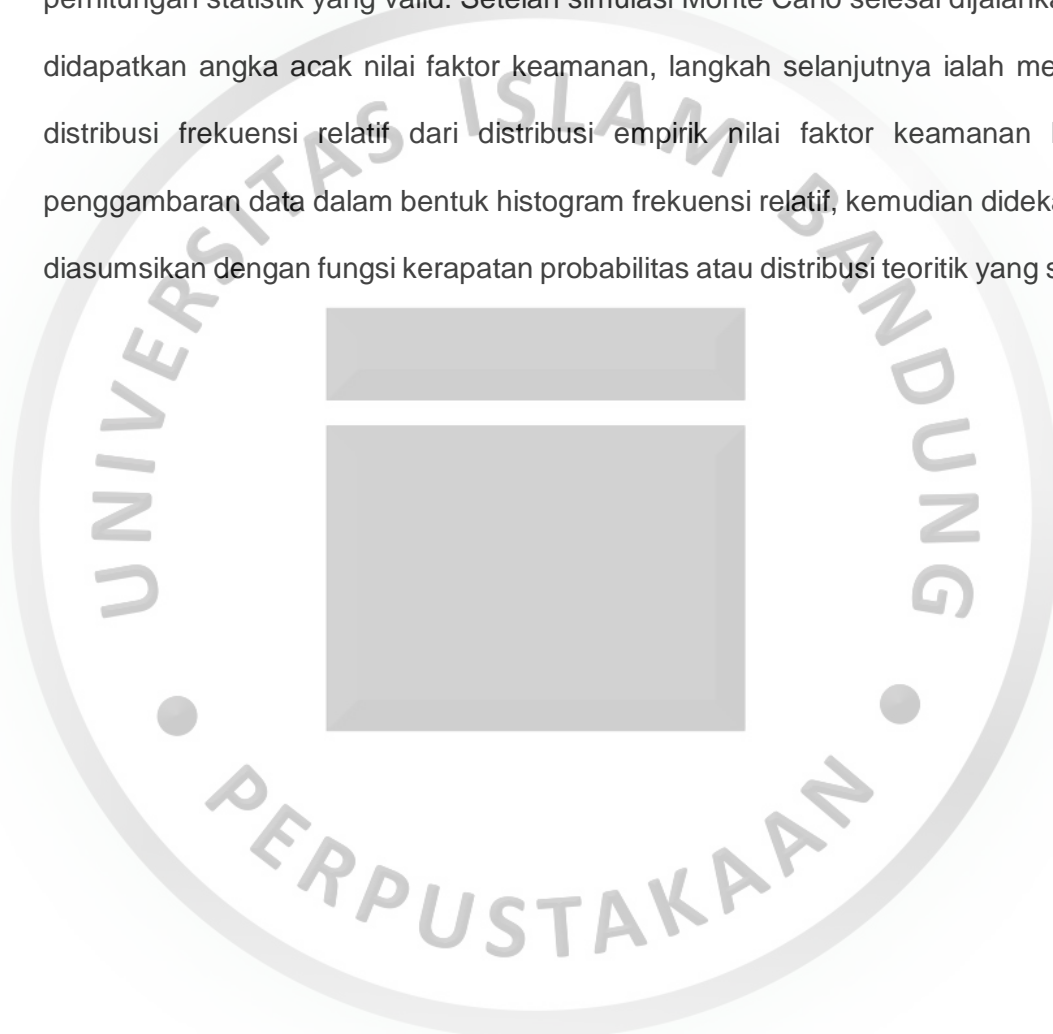 perhitungan statistik yang valid. Setelah simulasi Monte Carlo selesai dijalanka
didapatkan angka acak nilai faktor keamanan, langkah selanjutnya ialah me
distribusi frekuensi relatif dari distribusi empirik nilai faktor keamanan
penggambaran data dalam bentuk histogram frekuensi relatif, kemudian dideka
diasumsikan dengan fungsi kerapatan probabilitas atau distribusi teoritik yang s
UNIVERSITAS ISLAM BANDUNG
PERPUSTAKAAN